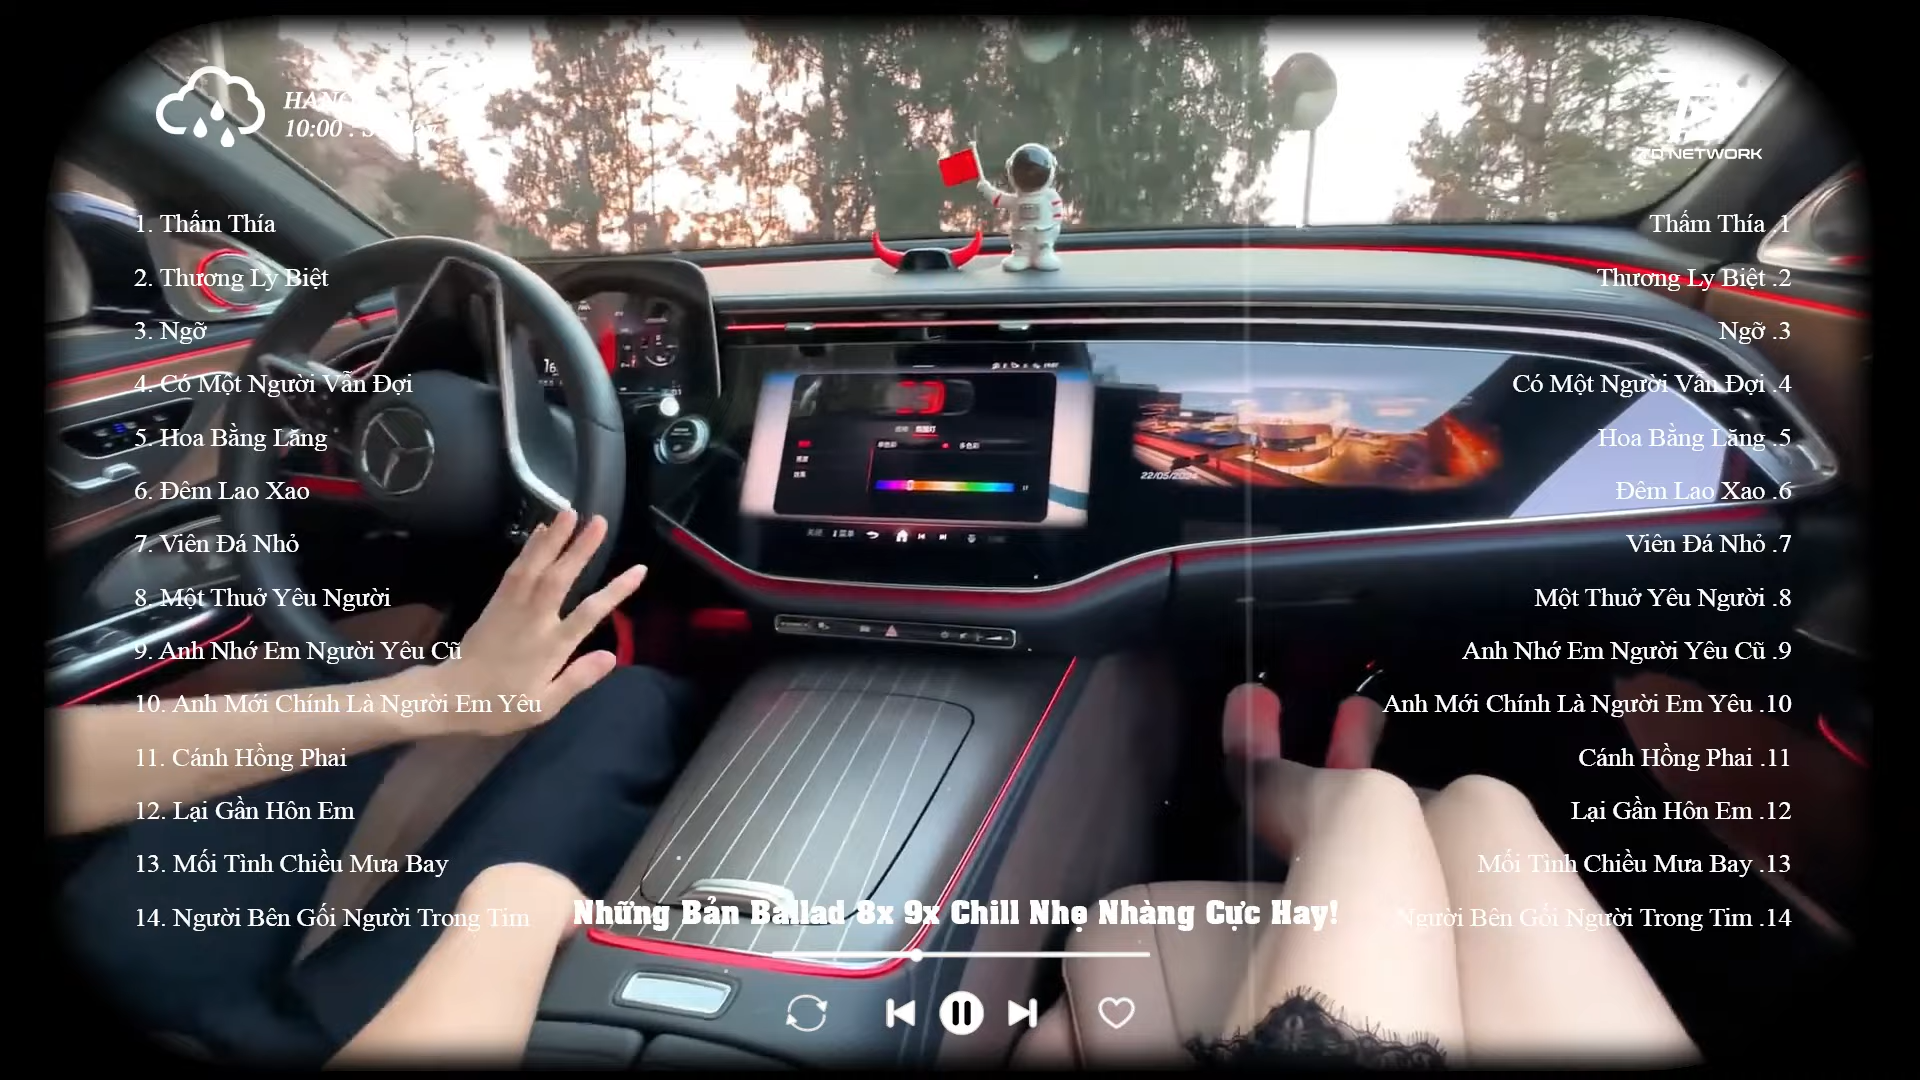 10:00 :
7D NETWORK
1. Thấm Thía
2. Thương Ly Biệt
3. Ngỡ
4. Có Một Người Vẫn Đợi
5. Hoa Bằng Lăng
6. Đêm Lao Xao
7. Viên Đá Nhỏ
8. Một Thuở Yêu Người
9. Anh Nhớ Em Người Yêu Cũ
10. Anh Mới Chính Là Người Em Yêu
11. Cánh Hồng Phai
12. Lại Gần Hôn Em
13. Mối Tình Chiều Mưa Bay
14. Người Bên Gối Người Trong Tim
Thấm Thía .1
Thương Ly Biệt .2
Ngỡ .3
Có Một Người Vẫn Đợi .4
Hoa Bằng Lăng .5
Đêm Lao Xao .6
Viên Đá Nhỏ .7
Một Thuở Yêu Người .8
Anh Nhớ Em Người Yêu Cũ .9
Anh Mới Chính Là Người Em Yêu .10
Cánh Hồng Phai .11
Lại Gần Hôn Em .12
Mối Tình Chiều Mưa Bay .13
Người Bên Gối Người Trong Tim .14
22/05/2024
Những Bản Ballad 8x 9x Chill Nhẹ Nhàng Cực Hay!